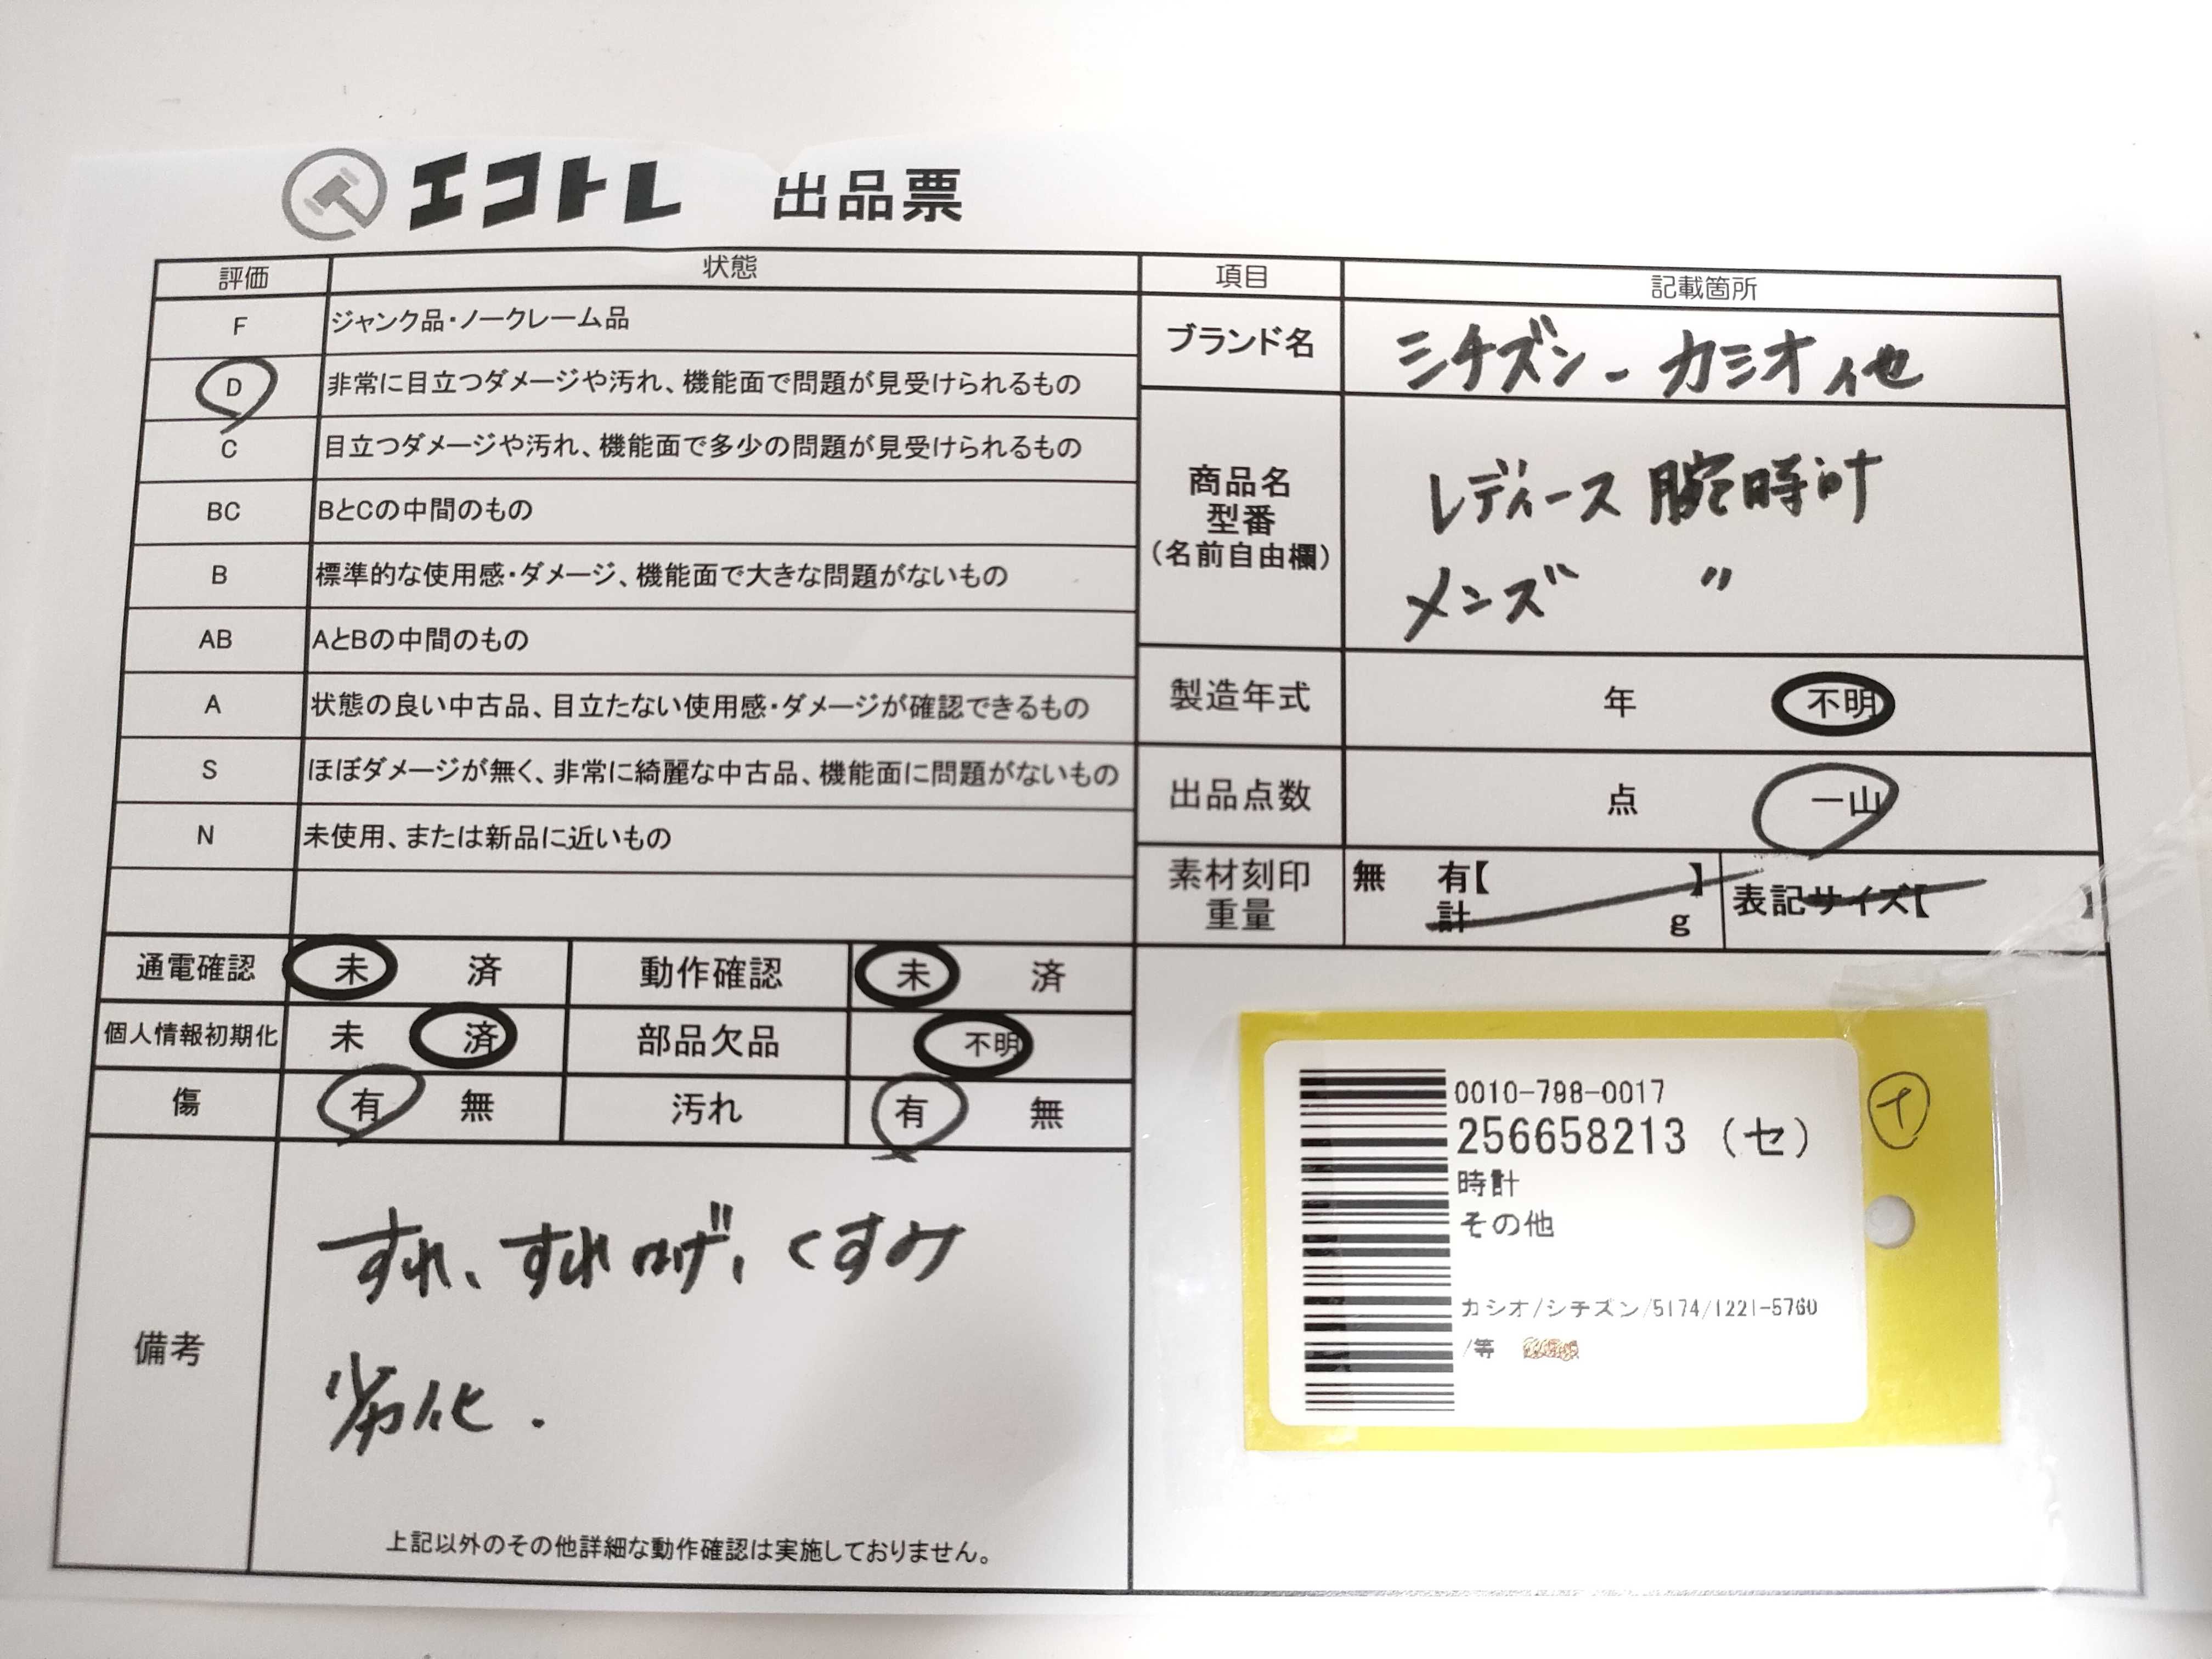 エコトレ 出品票
評価 状態
F ジャンク品・ノークレーム品
D 非常に目立つダメージや汚れ、機能面で問題が見受けられるもの
C 目立つダメージや汚れ、機能面で多少の問題が見受けられるもの
BC BとCの中間のもの
B 標準的な使用感・ダメージ、機能面で大きな問題がないもの
AB AとBの中間のもの
A 状態の良い中古品、目立たない使用感・ダメージが確認できるもの
S ほぼダメージが無く、非常に綺麗な中古品、機能面に問題がないもの
N 未使用、または新品に近いもの
通電確認 未 済 動作確認 未 済
個人情報初期化 未 済 部品欠品 不明
傷 有 無 汚れ 有 無
備考
すれ、すれはげ、くすみ
劣化.
上記以外のその他詳細な動作確認は実施しておりません。
項目 記載箇所
ブランド名 シチズン-カシオ,他
商品名
型番
(名前自由欄)
レディース 腕時計
メンズ 〃
製造年式 年 不明
出品点数 点 一山
素材刻印 無 有【 】
重量 計 g
表記サイズ【 】
0010-798-0017
256658213 (セ)
時計
その他
カシオ/シチズン/5174/1221-5760
/等
ナ